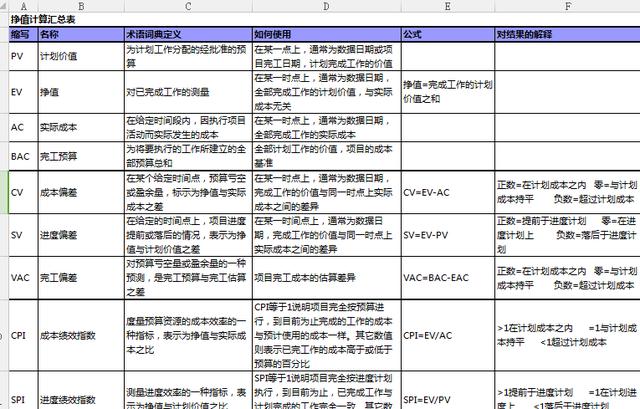 A B C D E F
挣值计算汇总表
缩写 名称 术语词典定义 如何使用 公式 对结果的解释
PV 计划价值 为计划工作分配的经批准的预
算 在某一点上，通常为数据日期或项
目完工日期，计划完成工作的价值
EV 挣值 对已完成工作的测量 在某一时点上，通常为数据日期，
全部完成工作的计划价值，与实际
成本无关 挣值=完成工作的计划
价值之和
AC 实际成本 在给定时间段内，因执行项目
活动而实际发生的成本 在某一时点上，通常为数据日期，
全部完成工作的实际成本
BAC 完工预算 为将要执行的工作所建立的全
部预算总和 全部计划工作的价值，项目的成本
基准
CV 成本偏差 在某个给定时间点，预算亏空
或盈余量，标示为挣值与实际
成本之差 在某一时点上，通常为数据日期，
完成工作的价值与同一时点上实际
成本之间的差异 CV=EV-AC 正数=在计划成本之内 零=与计划
成本持平 负数=超过计划成本
SV 进度偏差 在给定的时间点上，项目进度
提前或落后的情况，表示为挣
值与计划价值之差 在某一时间点上，通常为数据日
期，完成工作的价值与同一时点上
实际成本之间的差异 SV=EV-PV 正数=提前于进度计划 零=在进
度计划上 负数=落后于进度计
划
VAC 完工偏差 对预算亏空量或盈余量的一种
预测，是完工预算与完工估算
之差 项目完工成本的估算差异 VAC=BAC-EAC 正数=在计划成本之内 零=与计划
成本持平 负数=超过计划成本
CPI 成本绩效指数 度量预算资源的成本效率的一
种指标，表示为挣值与实际成
本之比 CPI等于1说明项目完全按预算进
行，到目前为止完成的工作的成本
与预计使用的成本一样。其它数值
则表示已完工作的成本高于或低于
预算的百分比 CPI=EV/AC >1在计划成本之内 =1与计划成
本持平 <1超过计划成本
SPI 进度绩效指数 测量进度效率的一种指标，表
示为挣值与计划价值之比 SPI等于1说明项目完全按进度计划
执行，到目前为止，已完成工作与
计划完成的工作完全一致，其它数 SPI=EV/PV >1提前于进度计划 =1在计划进
度上 <1落后于进度计划